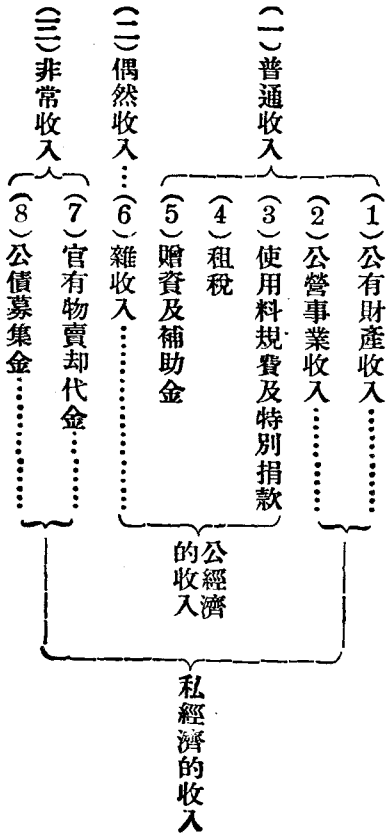 (一)普通收入
(1)公有財產收入………
(2)公營事業收入………
(3)使用料規費及特別捐款
(4)租稅
(5)贈資及補助金
(二)偶然收入…(6)雜收入…………
(三)非常收入
(7)官有物賣却代金……
(8)公債募集金…………
公經濟的收入
私經濟的收入